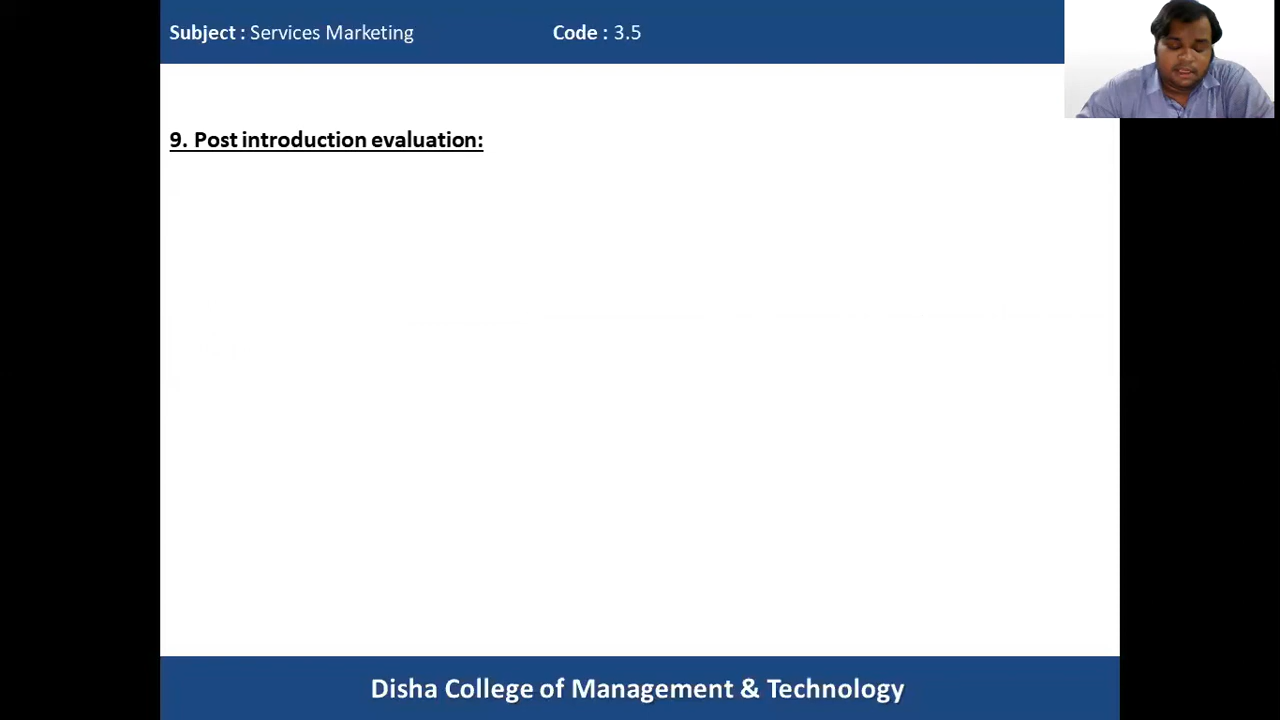 Subject : Services Marketing Code : 3.5
9. Post introduction evaluation:
Disha College of Management & Technology